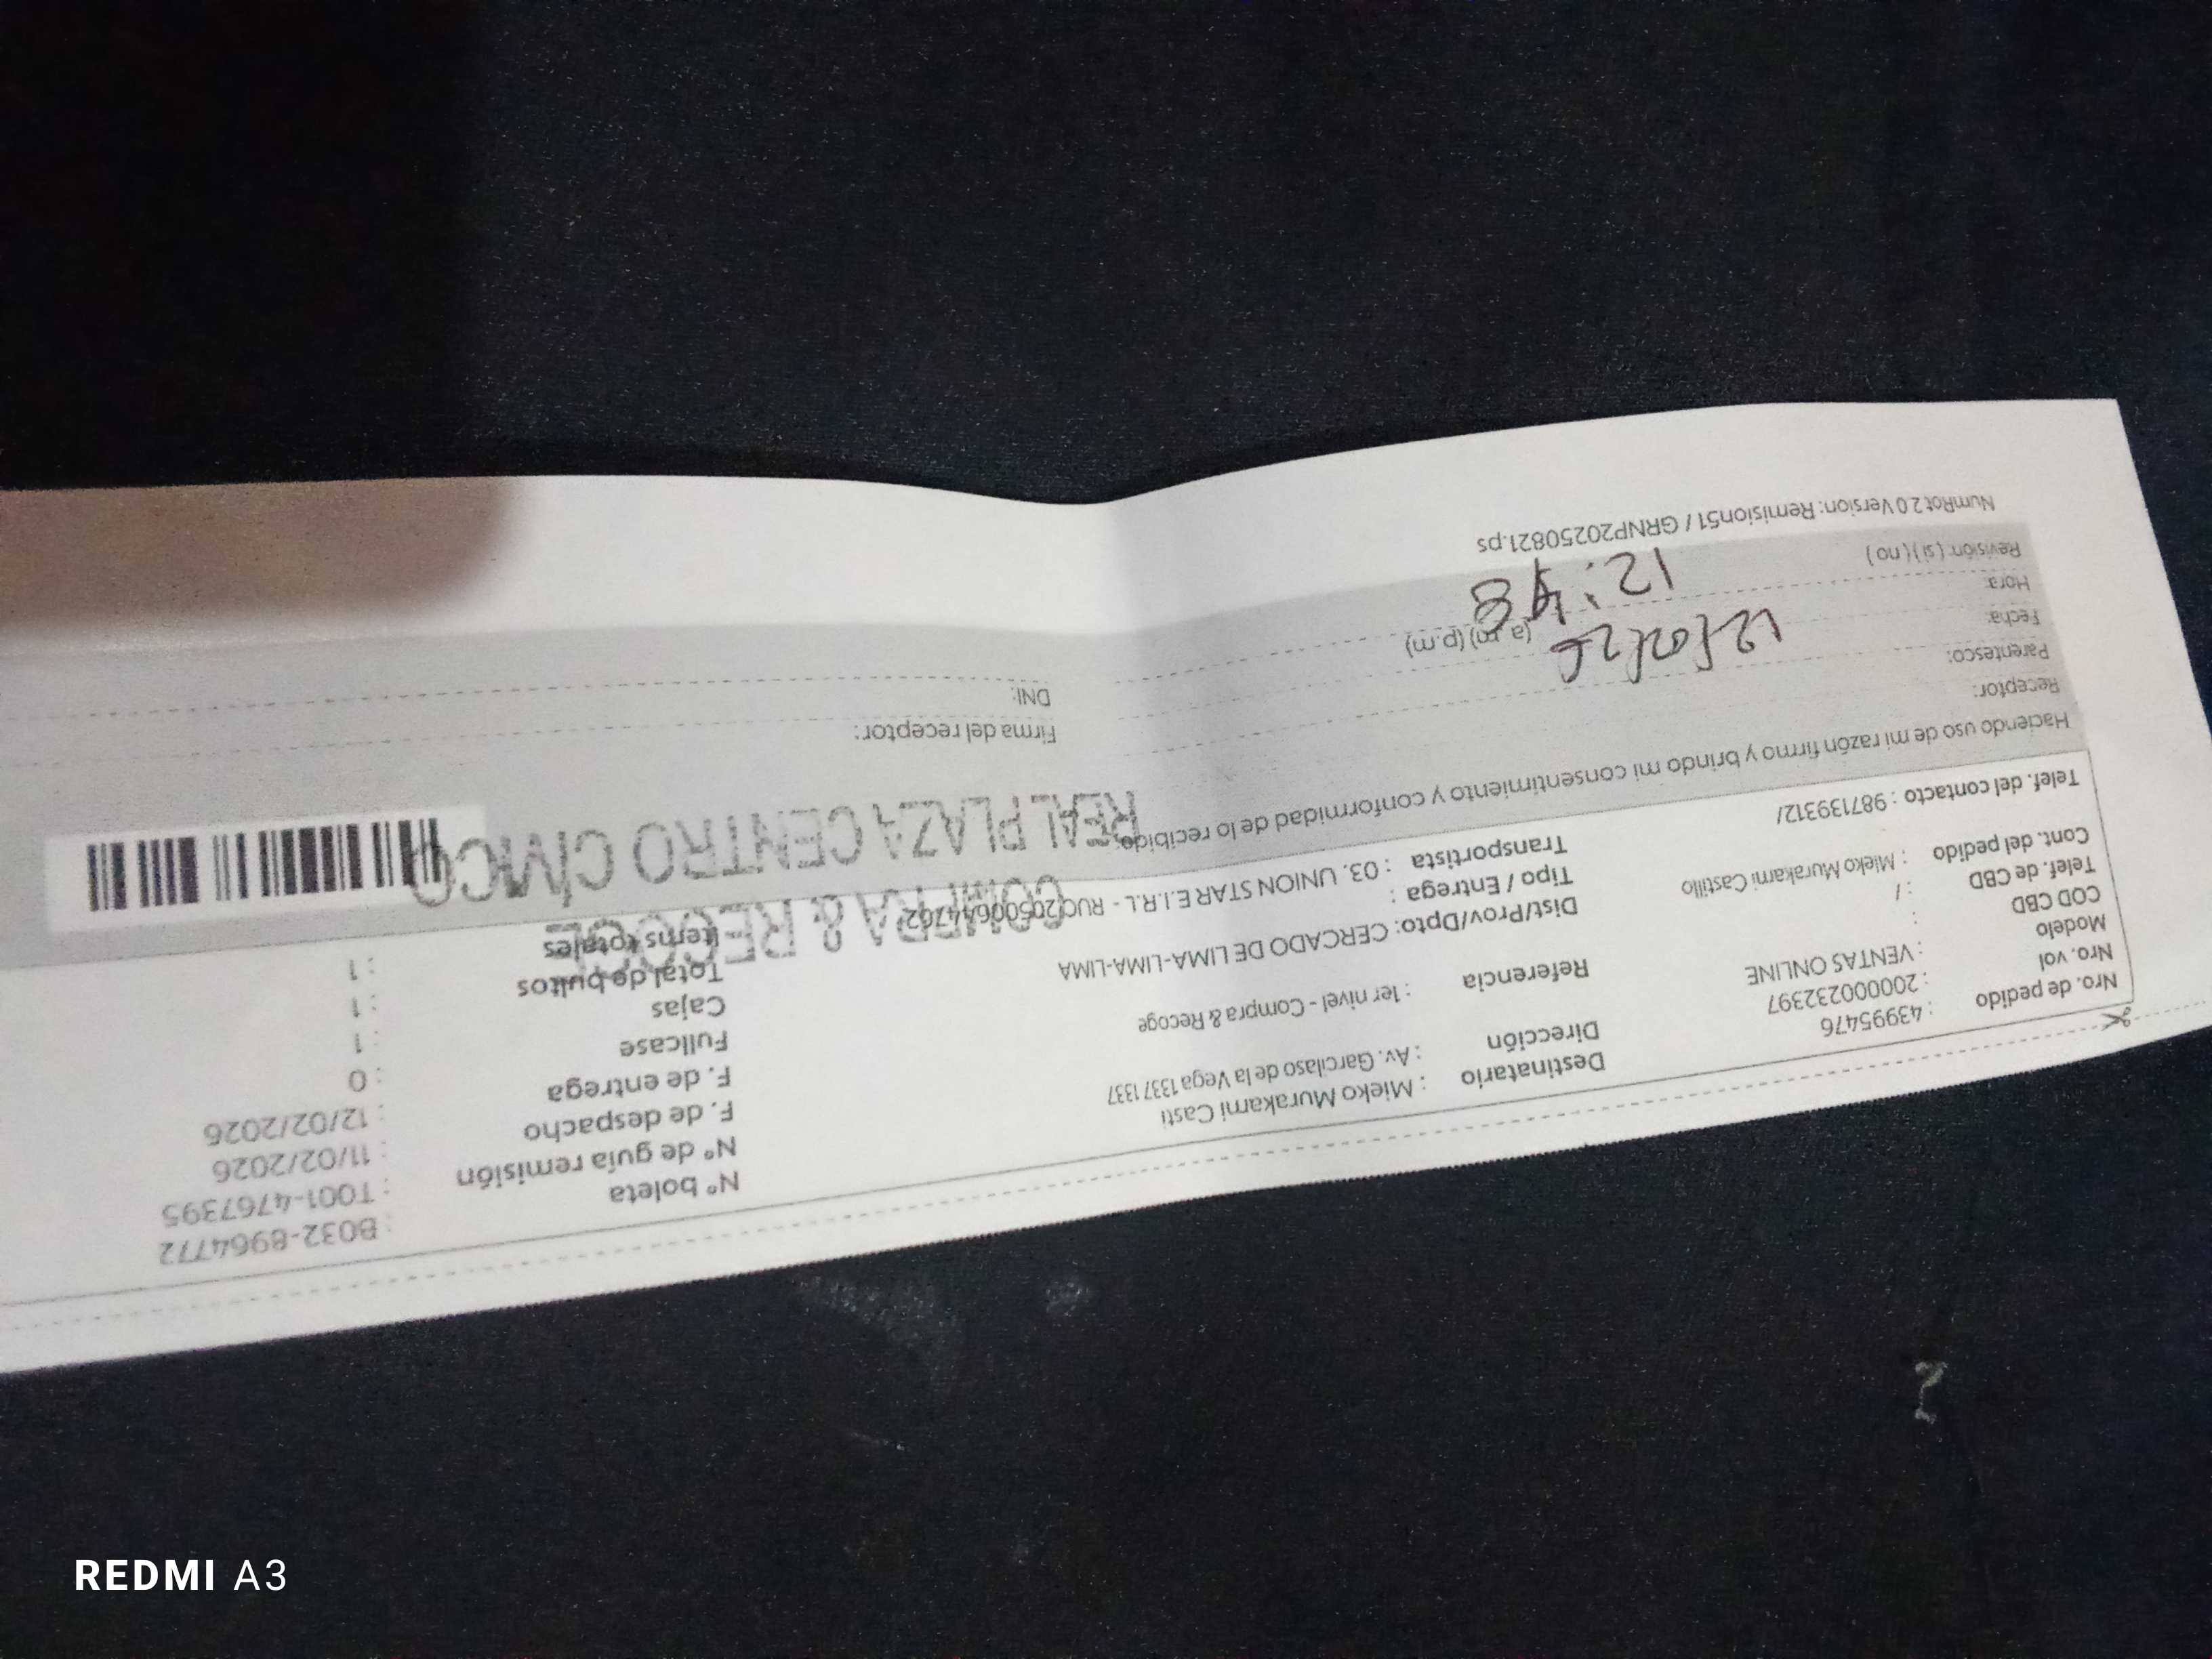 Nro. de pedido : 43995476
Nro. vol : 20000232397
Modelo : VENTAS ONLINE
COD CBD :
Telef. de CBD : /
Cont. del pedido : Mieko Murakami Castillo
Telef. del contacto : 987139312/
Destinatario : Mieko Murakami Casti
Dirección : Av. Garcilaso de la Vega 1337 1337
Referencia : 1er nivel - Compra & Recoge
Dist/Prov/Dpto: CERCADO DE LIMA-LIMA-LIMA
Tipo / Entrega :
Transportista : 03. UNION STAR E.I.R.L - RUC
N° boleta : B032-8964772
N° de guía remisión : T001-4767395
F. de despacho : 11/02/2026
F. de entrega : 12/02/2026
Fullcase : 0
Cajas : 1
Total de bultos : 1
Items totales : 1
COMPRA & RECOGE
REAL PLAZA CENTRO CÍVICO
Haciendo uso de mi razón firmo y brindo mi consentimiento y conformidad de lo recibido.
Receptor:
Parentesco:
Fecha: 12/02/26
Hora: 12:48 (a.m) (p.m)
Revisión: ( si ) ( no )
Firma del receptor:
DNI:
NumRot 2.0 Version: Remision51 / GRNP20250821.ps
REDMI A3